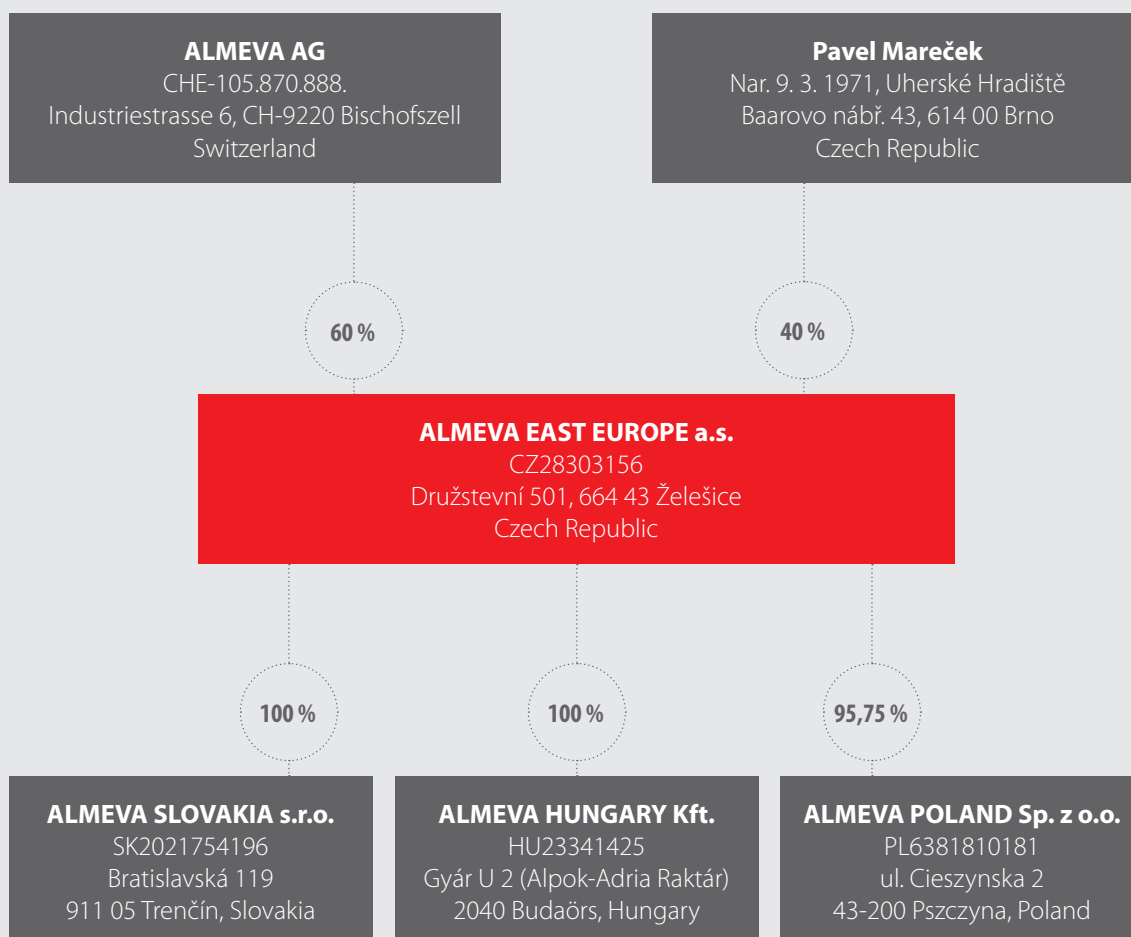 ALMEVA AG
CHE-105.870.888.
Industriestrasse 6, CH-9220 Bischofszell
Switzerland
Pavel Mareček
Nar. 9. 3. 1971, Uherské Hradiště
Baarovo nábř. 43, 614 00 Brno
Czech Republic
60 %
40 %
ALMEVA EAST EUROPE a.s.
CZ28303156
Družstevní 501, 664 43 Želešice
Czech Republic
100 %
100 %
95,75 %
ALMEVA SLOVAKIA s.r.o.
SK2021754196
Bratislavská 119
911 05 Trenčín, Slovakia
ALMEVA HUNGARY Kft.
HU23341425
Gyár U 2 (Alpok-Adria Raktár)
2040 Budaörs, Hungary
ALMEVA POLAND Sp. z o.o.
PL6381810181
ul. Cieszynska 2
43-200 Pszczyna, Poland